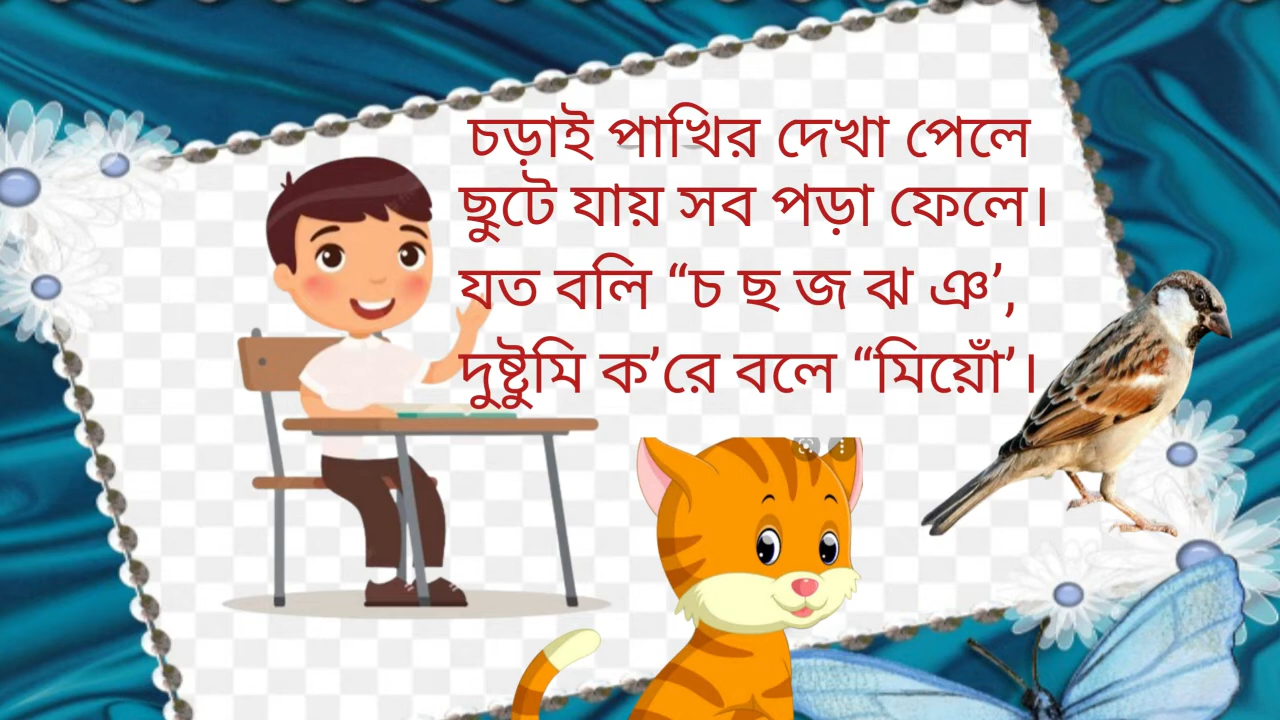 চড়াই পাখির দেখা পেলে
ছুটে যায় সব পড়া ফেলে।
যত বলি “চ ছ জ ঝ ঞ’,
দুষ্টুমি ক’রে বলে “মিয়োঁ’।